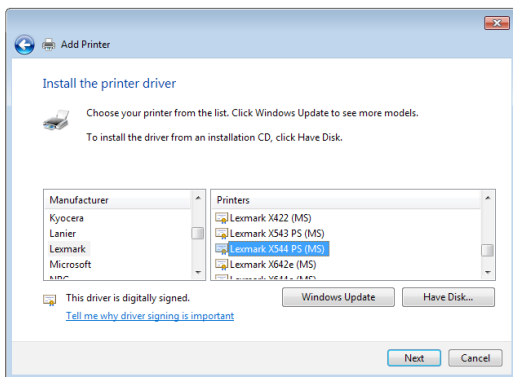 Add Printer
Install the printer driver
Choose your printer from the list. Click Windows Update to see more models.
To install the driver from an installation CD, click Have Disk.
Manufacturer
Kyocera
Lanier
Lexmark
Microsoft
Printers
Lexmark X422 (MS)
Lexmark X543 PS (MS)
Lexmark X544 PS (MS)
Lexmark X642e (MS)
This driver is digitally signed.
Tell me why driver signing is important
Windows Update
Have Disk...
Next
Cancel